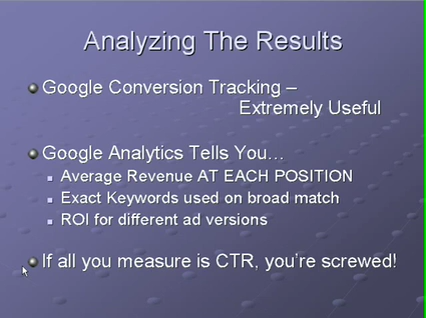 Analyzing The Results
Google Conversion Tracking –
Extremely Useful
Google Analytics Tells You…
Average Revenue AT EACH POSITION
Exact Keywords used on broad match
ROI for different ad versions
If all you measure is CTR, you're screwed!